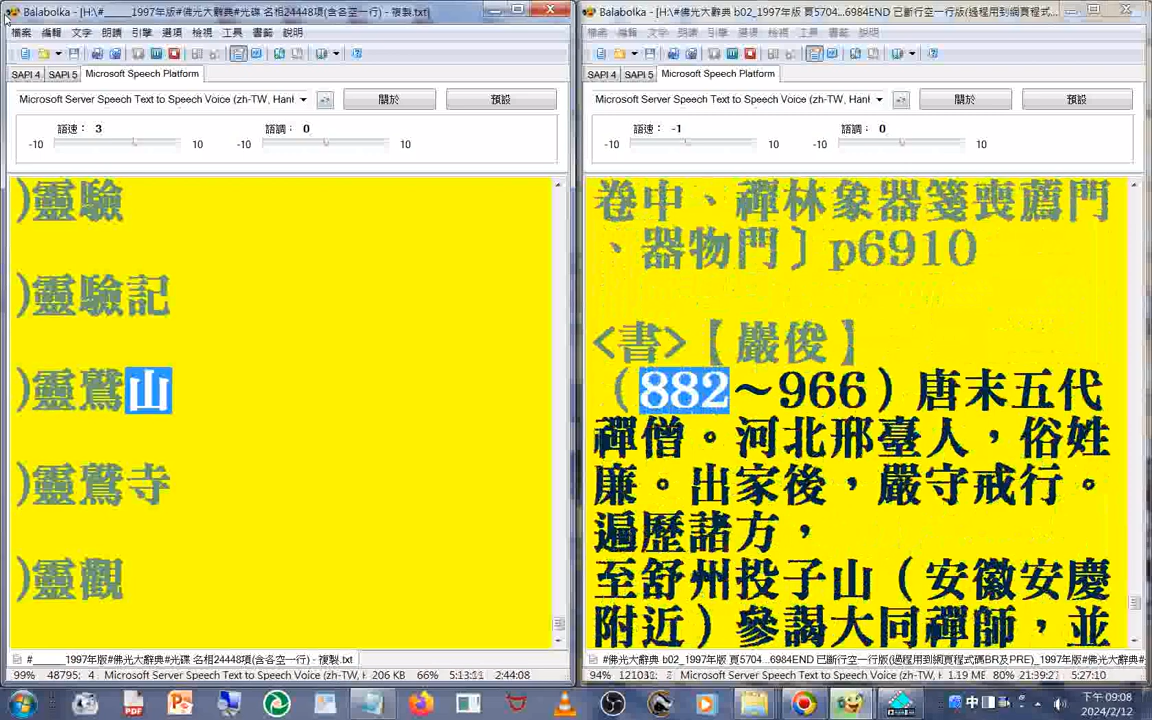 Balabolka - [H:\#_____1997年版#佛光大辭典#光碟 名相24448項(含各空一行) - 複製.txt]
檔案 編輯 文字 朗讀 引擎 選項 檢視 工具 書籤 說明
SAPI 4 SAPI 5 Microsoft Speech Platform
Microsoft Server Speech Text to Speech Voice (zh-TW, Hanl
關於 預設
語速： 3 語調： 0
-10 10 -10 10
)靈驗
)靈驗記
)靈鷲山
)靈鷲寺
)靈觀
#______1997年版#佛光大辭典#光碟 名相24448項(含各空一行) - 複製.txt
99% 48795: 4 Microsoft Server Speech Text to Speech Voice (zh-TW, H 206 KB 66% 5:13:11 2:44:08
Balabolka - [H:\#佛光大辭典 b02_1997年版 頁5704...6984END 已斷行空一行版(過程用到網頁程式...
檔案 編輯 文字 朗讀 引擎 選項 檢視 工具 書籤 說明
SAPI 4 SAPI 5 Microsoft Speech Platform
Microsoft Server Speech Text to Speech Voice (zh-TW, Hanl
關於 預設
語速： -1 語調： 0
-10 10 -10 10
卷中、禪林象器箋喪薦門
、器物門〕p6910
<書>【巖俊】
（882～966）唐末五代
禪僧。河北邢臺人，俗姓
廉。出家後，嚴守戒行。
遍歷諸方，
至舒州投子山（安徽安慶
附近）參謁大同禪師，並
#佛光大辭典 b02_1997年版 頁5704...6984END 已斷行空一行版(過程用到網頁程式碼BR及PRE)_1997年版#佛光大辭典#
94% 121031: Microsoft Server Speech Text to Speech Voice (zh-TW, 1.19 MB 80% 21:39:27 5:27:10
中
下午 09:08
2024/2/12